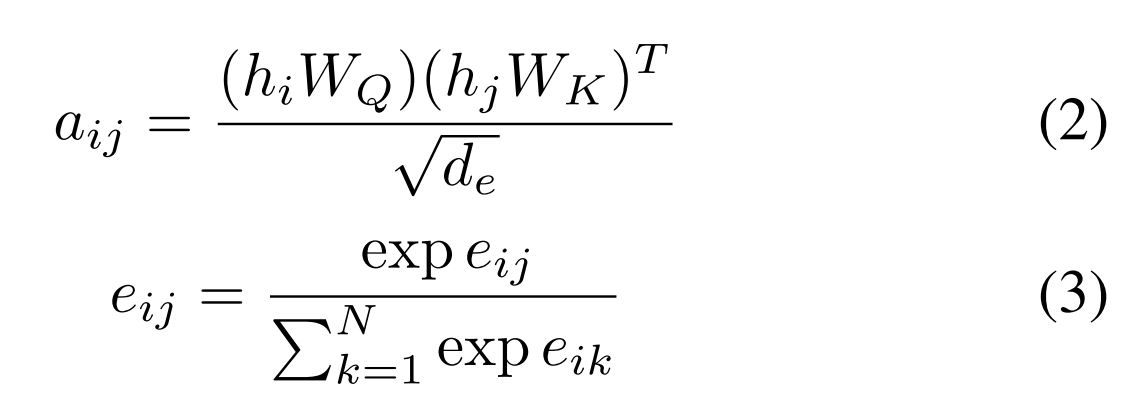 a_{ij} = \frac{(h_i W_Q)(h_j W_K)^T}{\sqrt{d_e}} (2)
e_{ij} = \frac{\exp e_{ij}}{\sum_{k=1}^{N} \exp e_{ik}} (3)